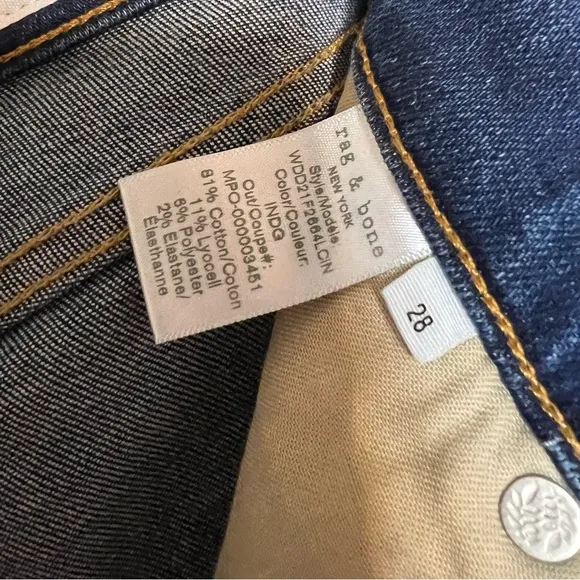 rag & bone
NEW YORK
Style/Modele:
WDD21F2664LCIN
Color/Couleur:
INDG
Cut/Coupe#:
MPO-000003451
81% Cotton/Coton
11% Lyocell
6% Polyester
2% Elastane/
Élasthanne
28